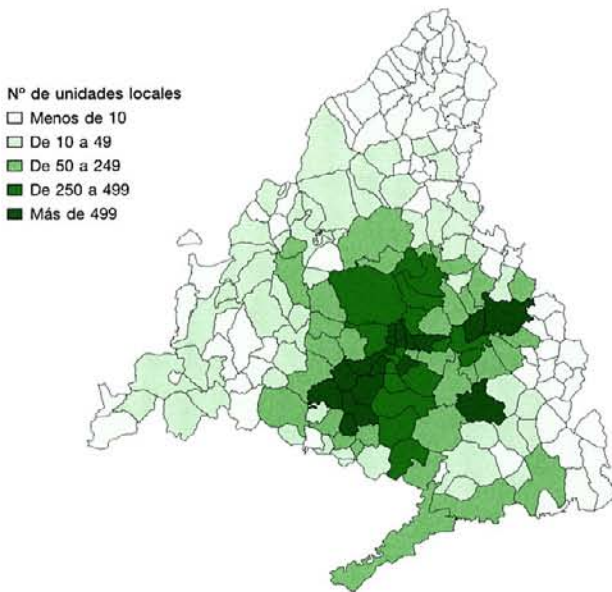 Nº de unidades locales
Menos de 10
De 10 a 49
De 50 a 249
De 250 a 499
Más de 499